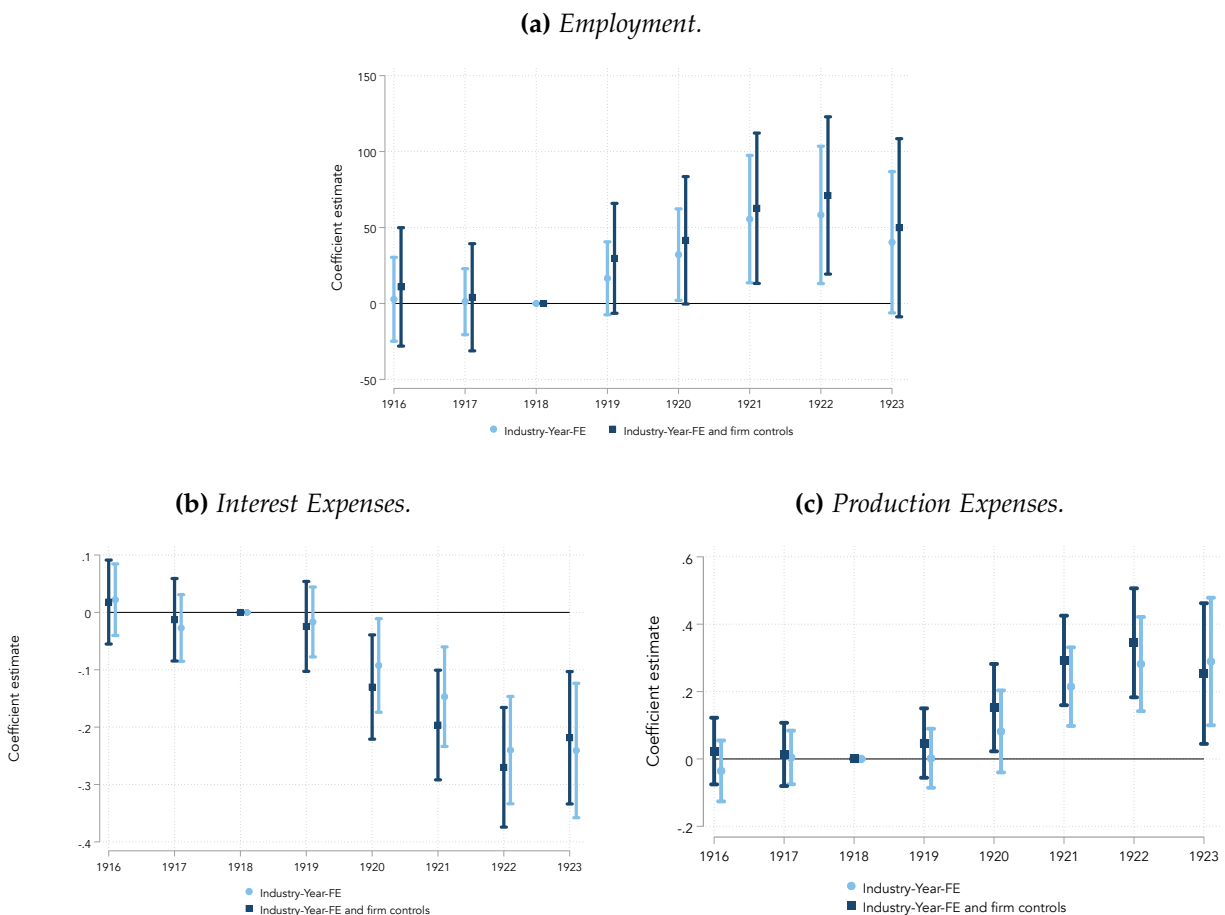 (a) Employment.
Coefficient estimate
150
100
50
0
-50
1916 1917 1918 1919 1920 1921 1922 1923
Industry-Year-FE Industry-Year-FE and firm controls
(b) Interest Expenses.
Coefficient estimate
.1
0
-.1
-.2
-.3
-.4
1916 1917 1918 1919 1920 1921 1922 1923
Industry-Year-FE
Industry-Year-FE and firm controls
(c) Production Expenses.
Coefficient estimate
.6
.4
.2
0
-.2
1916 1917 1918 1919 1920 1921 1922 1923
Industry-Year-FE
Industry-Year-FE and firm controls